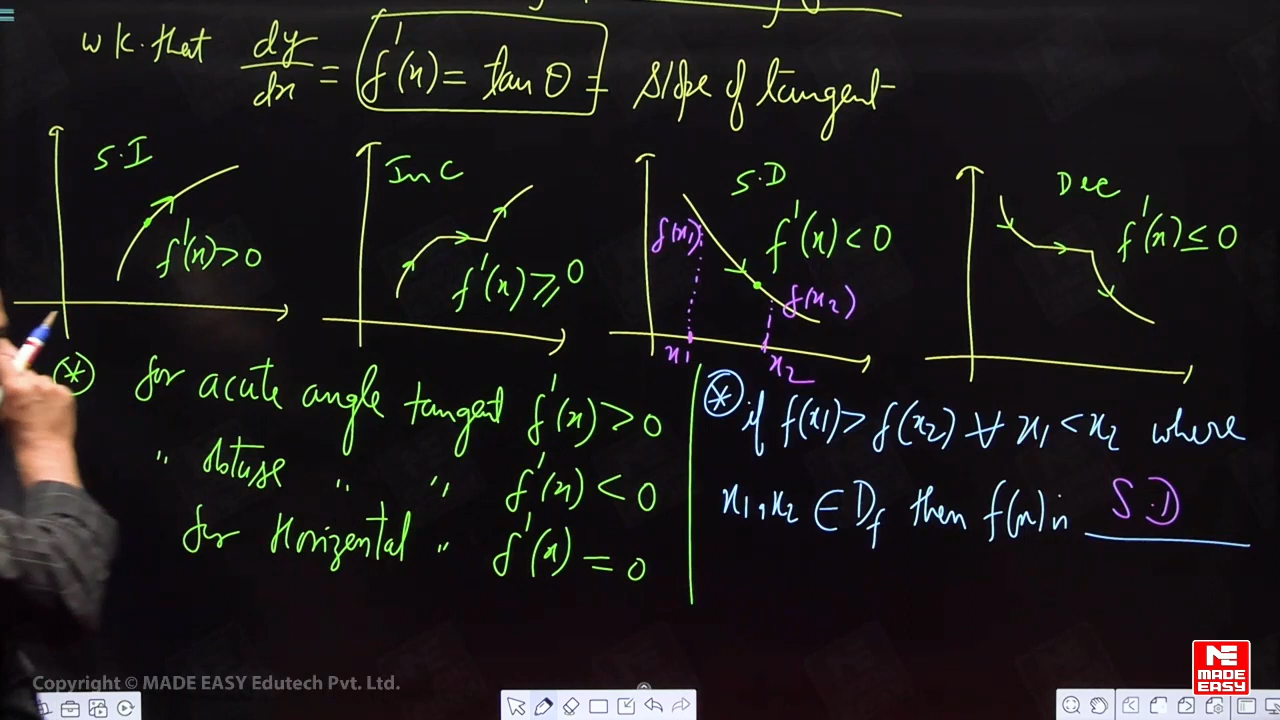 w k. that dy/dx = f'(x) = tan θ = slope of tangent
S.I
f'(x) > 0
Inc
f'(x) ⩾ 0
S.D
f'(x) < 0
f(x1)
f(x2)
x1
x2
Dec
f'(x) ≤ 0
* for acute angle tangent f'(x) > 0
" obtuse " " f'(x) < 0
for Horizental " f'(x) = 0
* if f(x1) > f(x2) ∀ x1 < x2 where
x1, x2 ∈ Df then f(x) is S.D
Copyright © MADE EASY Edutech Pvt. Ltd.
ME
MADE
EASY